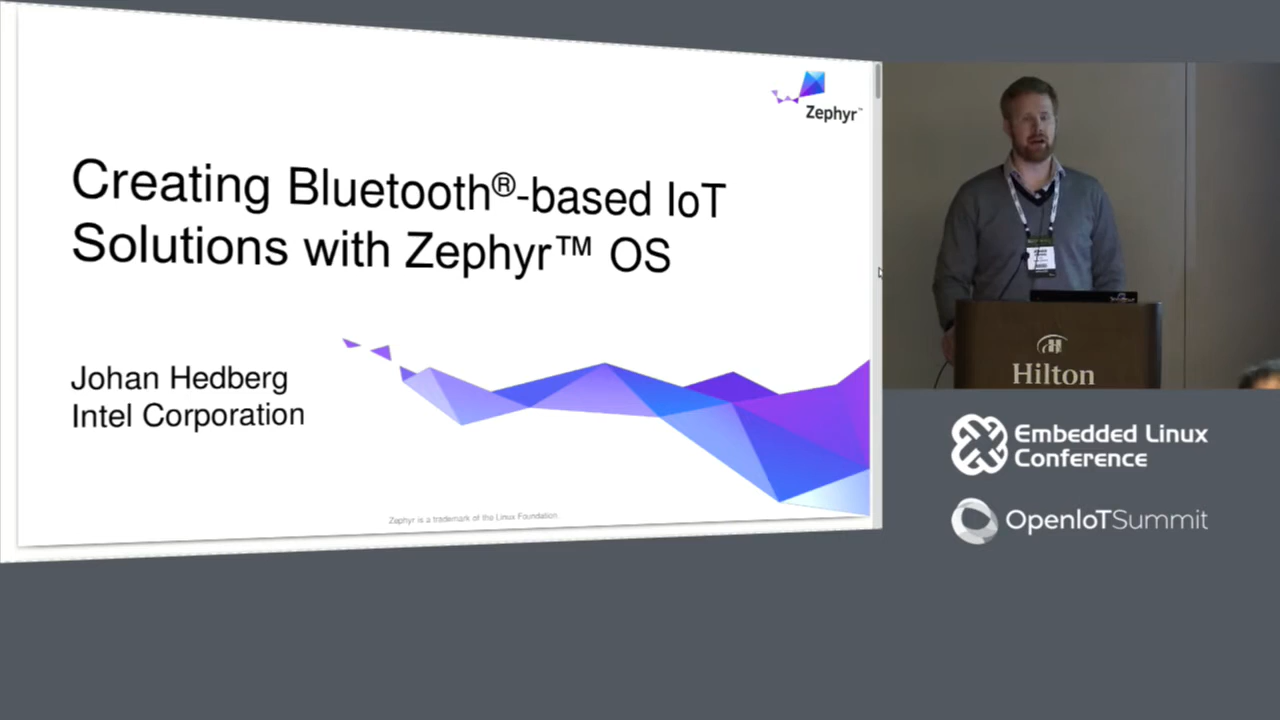 Zephyr™
Creating Bluetooth®-based IoT
Solutions with Zephyr™ OS
Johan Hedberg
Intel Corporation
Zephyr is a trademark of the Linux Foundation.
Hilton
Embedded Linux
Conference
OpenIoTSummit